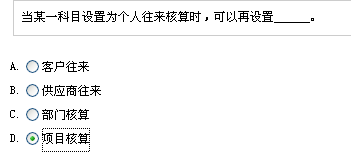 当某一科目设置为个人往来核算时，可以再设置______。
A. 客户往来
B. 供应商往来
C. 部门核算
D. 项目核算